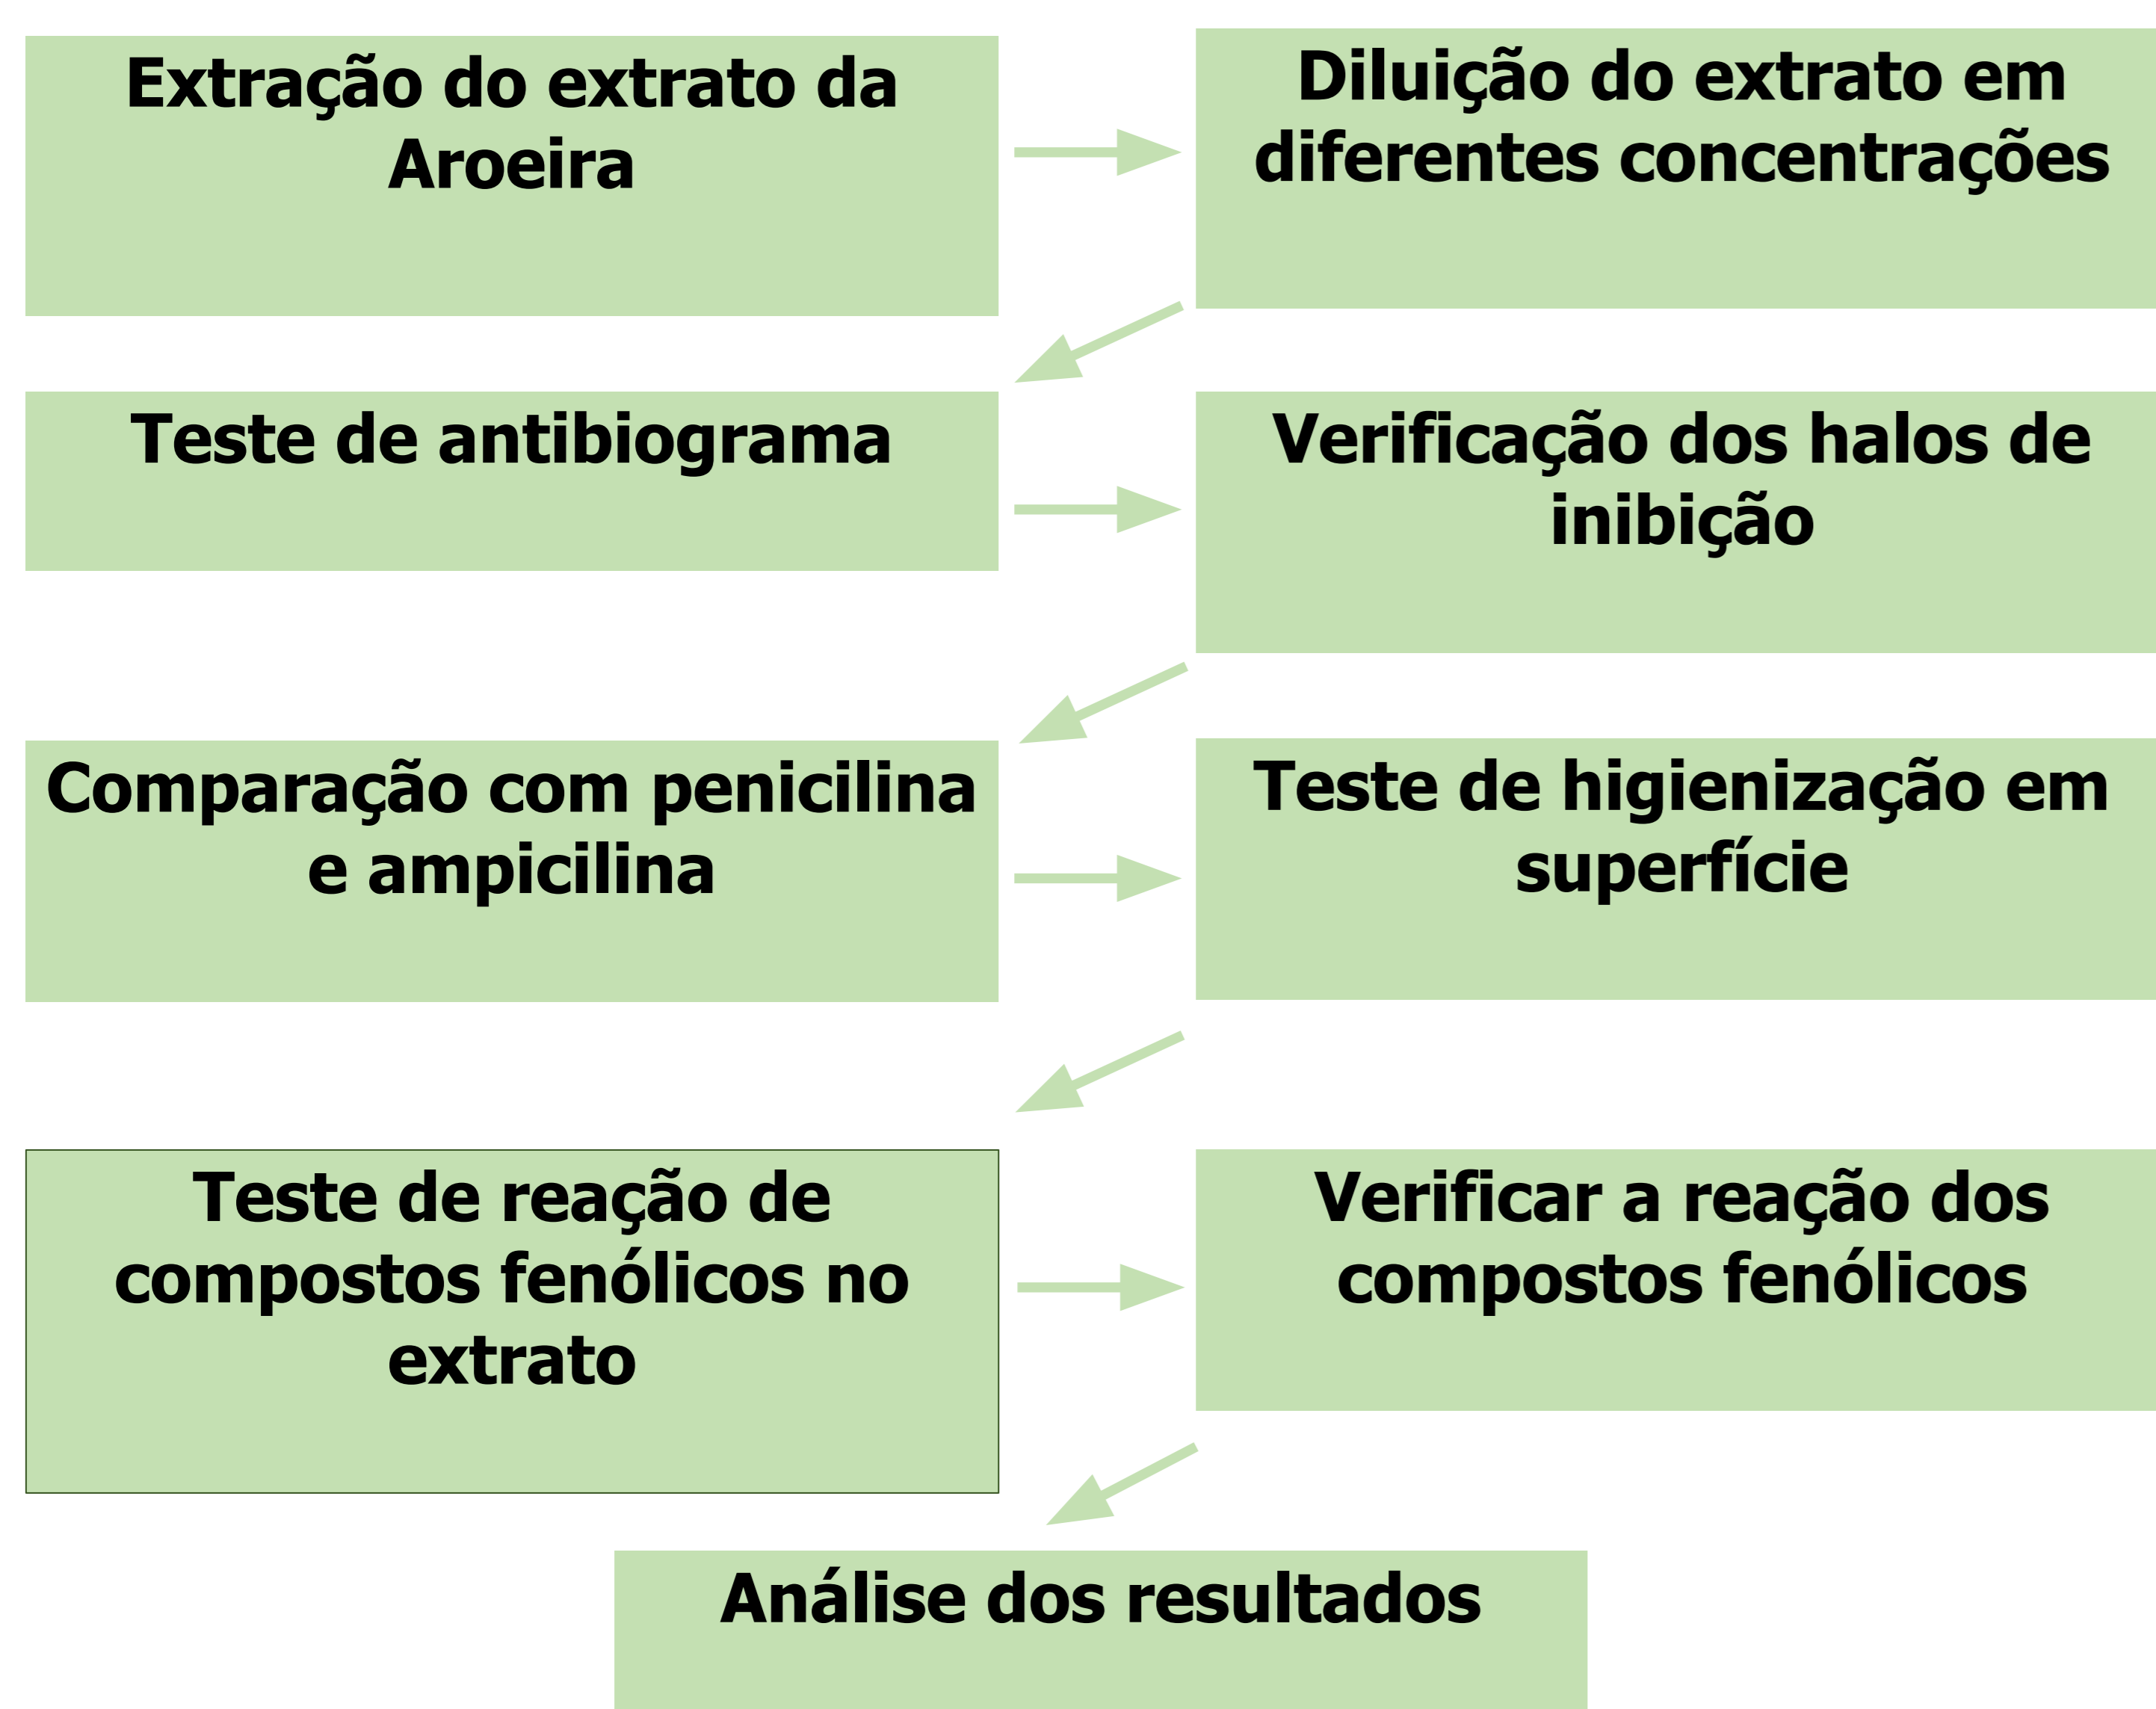 Extração do extrato da
Aroeira
Diluição do extrato em
diferentes concentrações
Teste de antibiograma
Verificação dos halos de
inibição
Comparação com penicilina
e ampicilina
Teste de higienização em
superfície
Teste de reação de
compostos fenólicos no
extrato
Verificar a reação dos
compostos fenólicos
Análise dos resultados